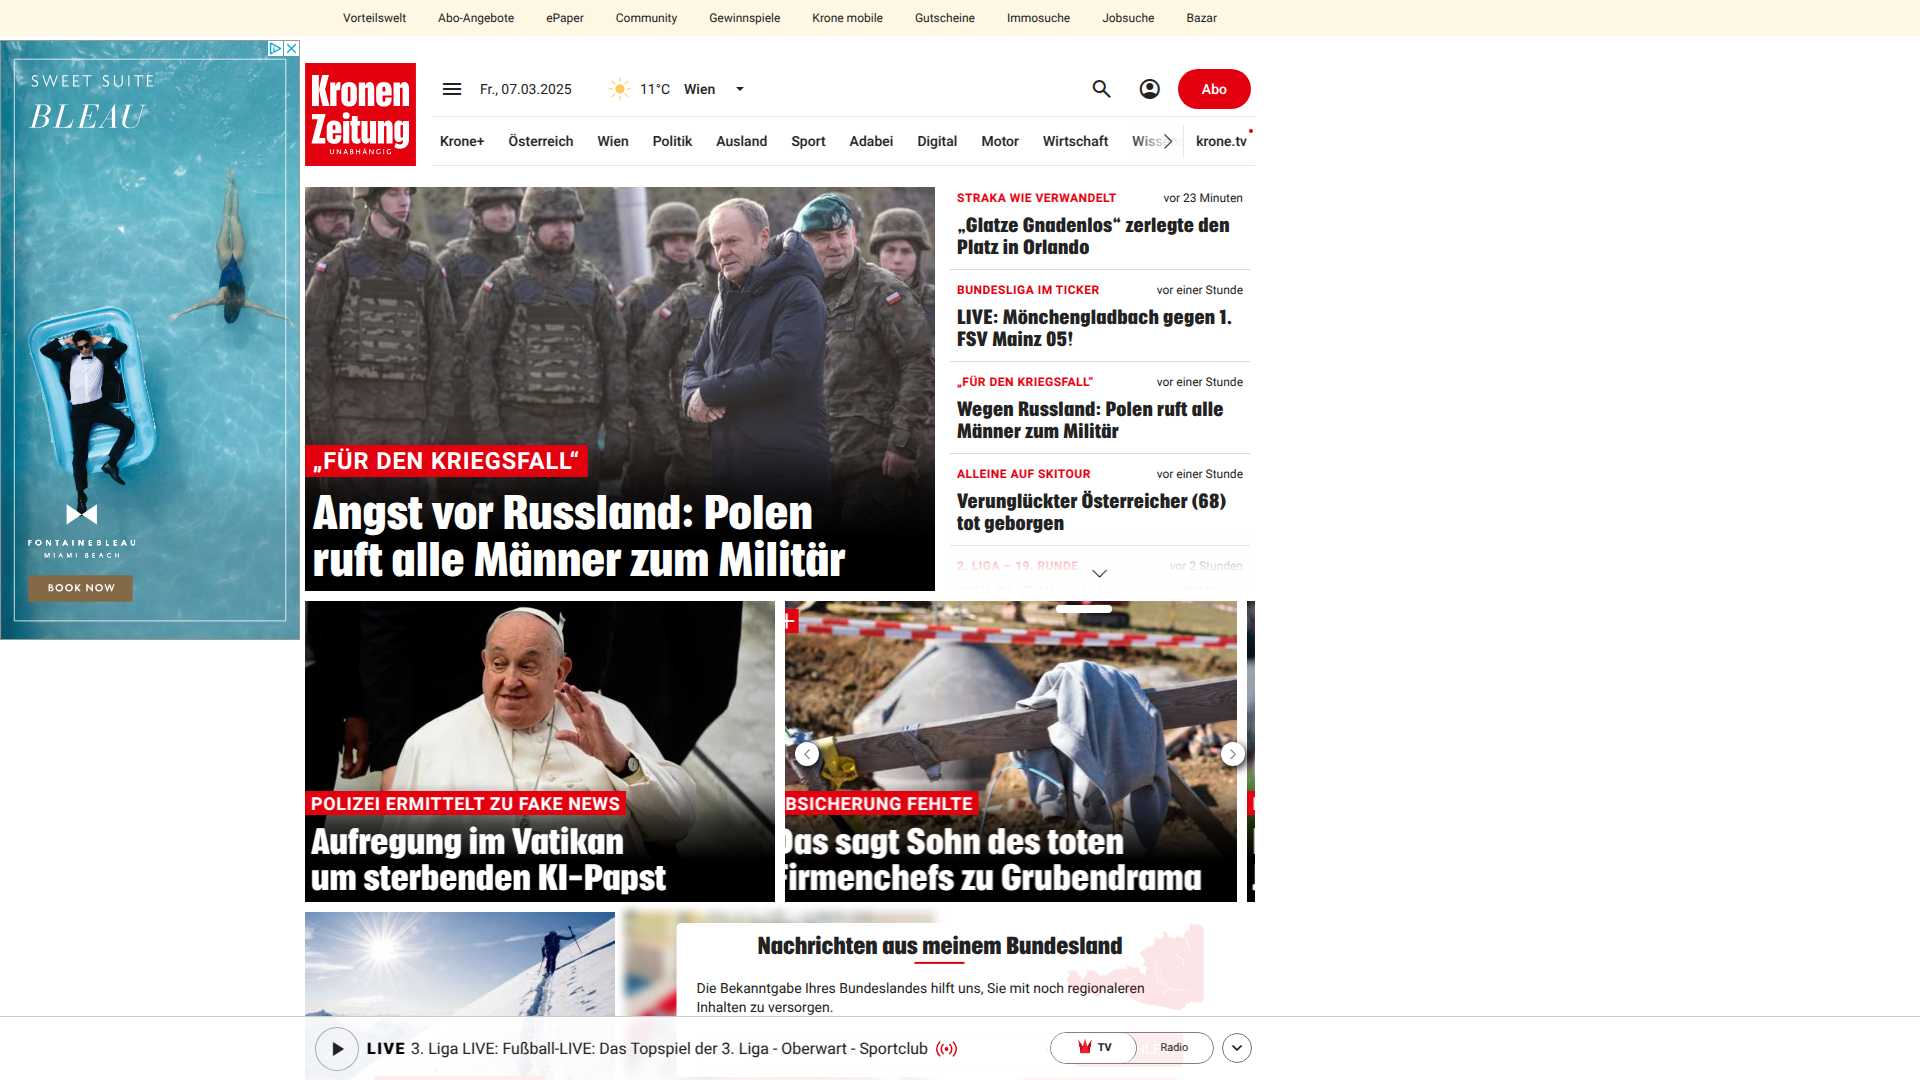 Vorteilswelt Abo-Angebote ePaper Community Gewinnspiele Krone mobile Gutscheine Immosuche Jobsuche Bazar
SWEET SUITE
BLEAU
FONTAINEBLEAU
MIAMI BEACH
BOOK NOW
Kronen
Zeitung
UNABHÄNGIG
Fr., 07.03.2025 11°C Wien
Abo
Krone+ Österreich Wien Politik Ausland Sport Adabei Digital Motor Wirtschaft krone.tv
„FÜR DEN KRIEGSFALL“
Angst vor Russland: Polen
ruft alle Männer zum Militär
STRAKA WIE VERWANDELT vor 23 Minuten
„Glatze Gnadenlos“ zerlegte den
Platz in Orlando
BUNDESLIGA IM TICKER vor einer Stunde
LIVE: Mönchengladbach gegen 1.
FSV Mainz 05!
„FÜR DEN KRIEGSFALL“ vor einer Stunde
Wegen Russland: Polen ruft alle
Männer zum Militär
ALLEINE AUF SKITOUR vor einer Stunde
Verunglückter Österreicher (68)
tot geborgen
2. LIGA – 19. RUNDE vor 2 Stunden
POLIZEI ERMITTELT ZU FAKE NEWS
Aufregung im Vatikan
um sterbenden KI-Papst
BSICHERUNG FEHLTE
Das sagt Sohn des toten
Firmenchefs zu Grubendrama
Nachrichten aus meinem Bundesland
Die Bekanntgabe Ihres Bundeslandes hilft uns, Sie mit noch regionaleren
Inhalten zu versorgen.
LIVE 3. Liga LIVE: Fußball-LIVE: Das Topspiel der 3. Liga - Oberwart - Sportclub
TV Radio